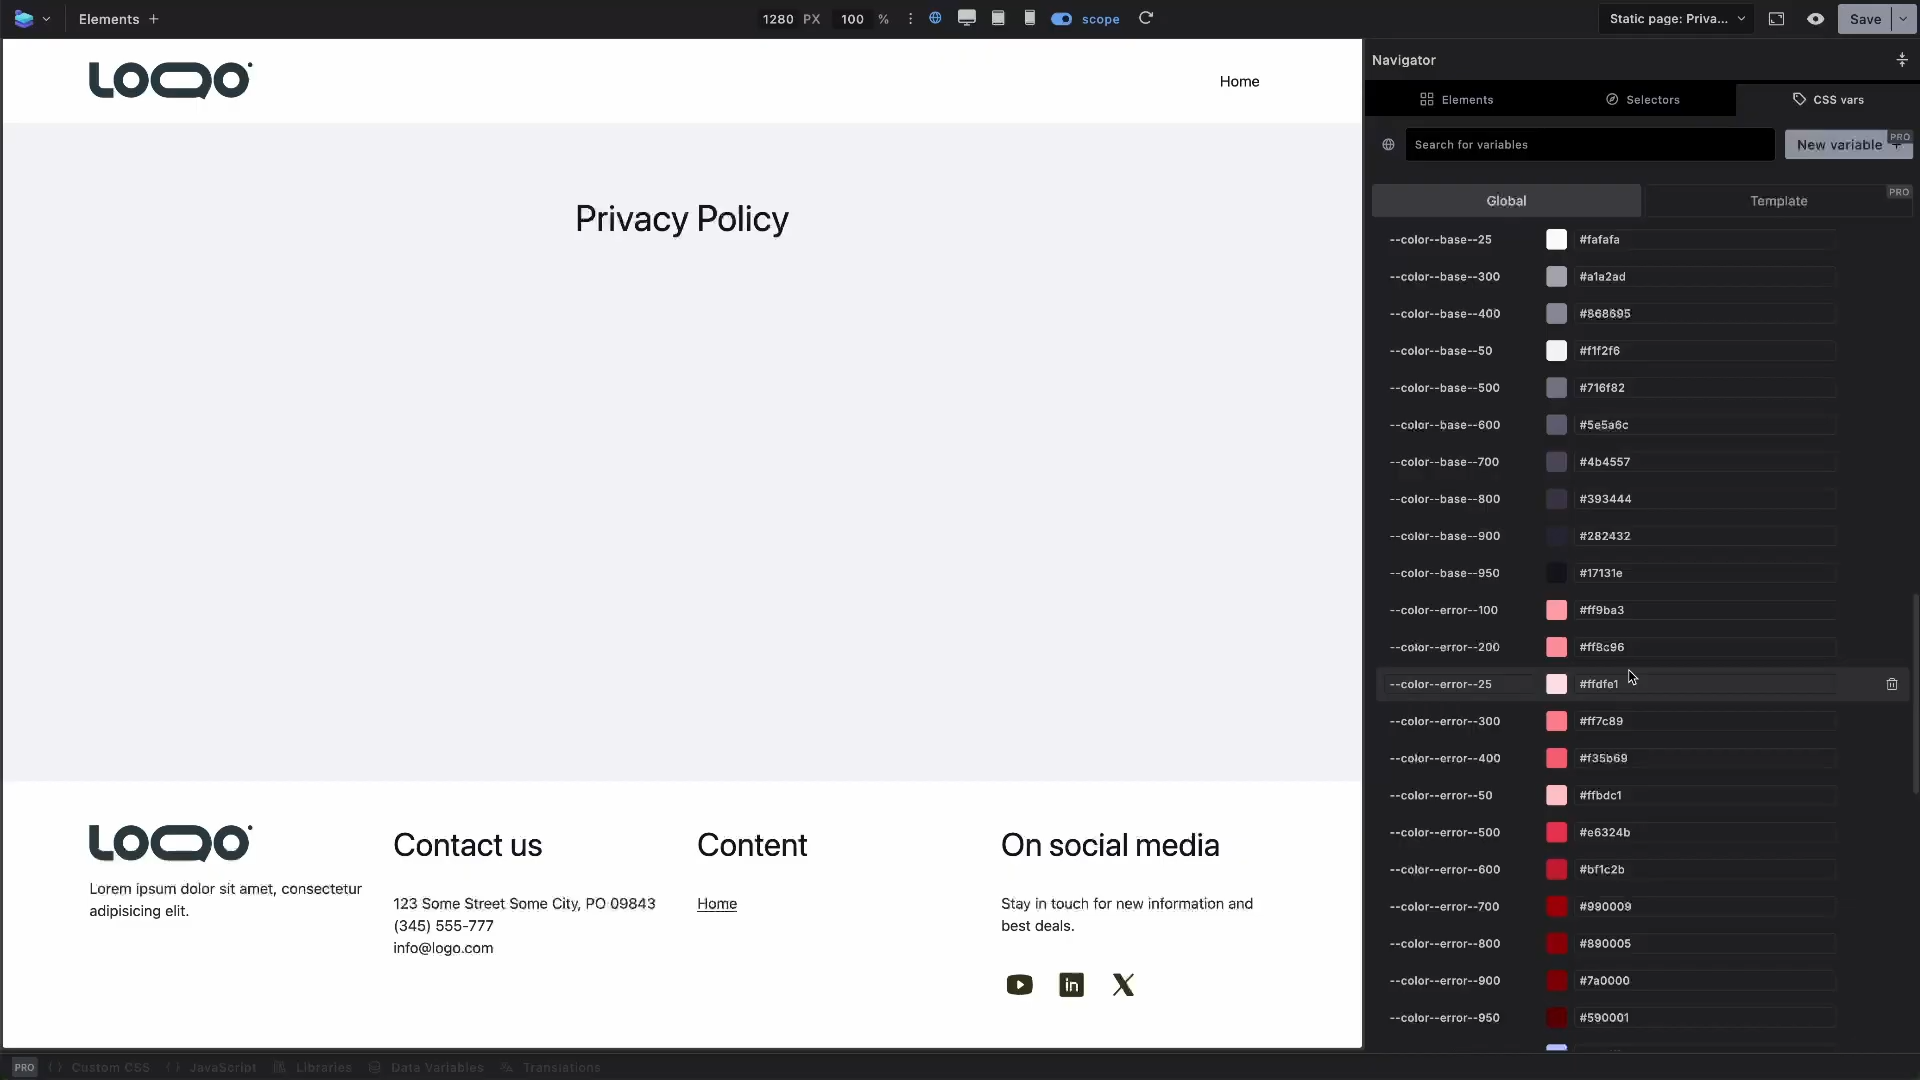 Elements +
1280 PX 100 %
scope
Static page: Priva...
Save
LOGO
Home
Privacy Policy
LOGO
Lorem ipsum dolor sit amet, consectetur
adipisicing elit.
Contact us
123 Some Street Some City, PO 09843
(345) 555-777
info@logo.com
Content
Home
On social media
Stay in touch for new information and
best deals.
Navigator
Elements
Selectors
CSS vars
Search for variables
New variable +
PRO
Global
Template
PRO
--color--base--25 #fafafa
--color--base--300 #a1a2ad
--color--base--400 #868695
--color--base--50 #f1f2f6
--color--base--500 #716f82
--color--base--600 #5e5a6c
--color--base--700 #4b4557
--color--base--800 #393444
--color--base--900 #282432
--color--base--950 #17131e
--color--error--100 #ff9ba3
--color--error--200 #ff8c96
--color--error--25 #ffdfe1
--color--error--300 #ff7c89
--color--error--400 #f35b69
--color--error--50 #ffbdc1
--color--error--500 #e6324b
--color--error--600 #bf1c2b
--color--error--700 #990009
--color--error--800 #890005
--color--error--900 #7a0000
--color--error--950 #590001
PRO
Custom CSS
JavaScript
Libraries
Data Variables
Translations